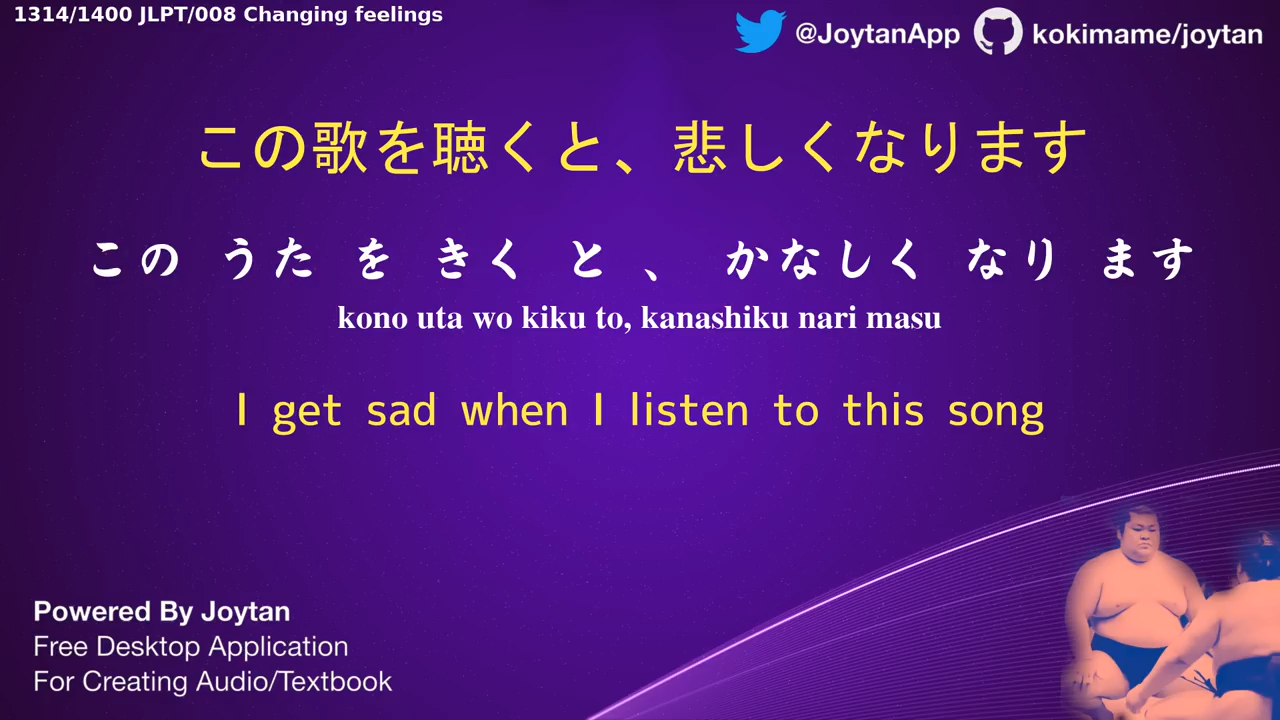 1314/1400 JLPT/008 Changing feelings
@JoytanApp kokimame/joytan
この歌を聴くと、悲しくなります
この うた を きく と 、 かなしく なり ます
kono uta wo kiku to, kanashiku nari masu
I get sad when I listen to this song
Powered By Joytan
Free Desktop Application
For Creating Audio/Textbook